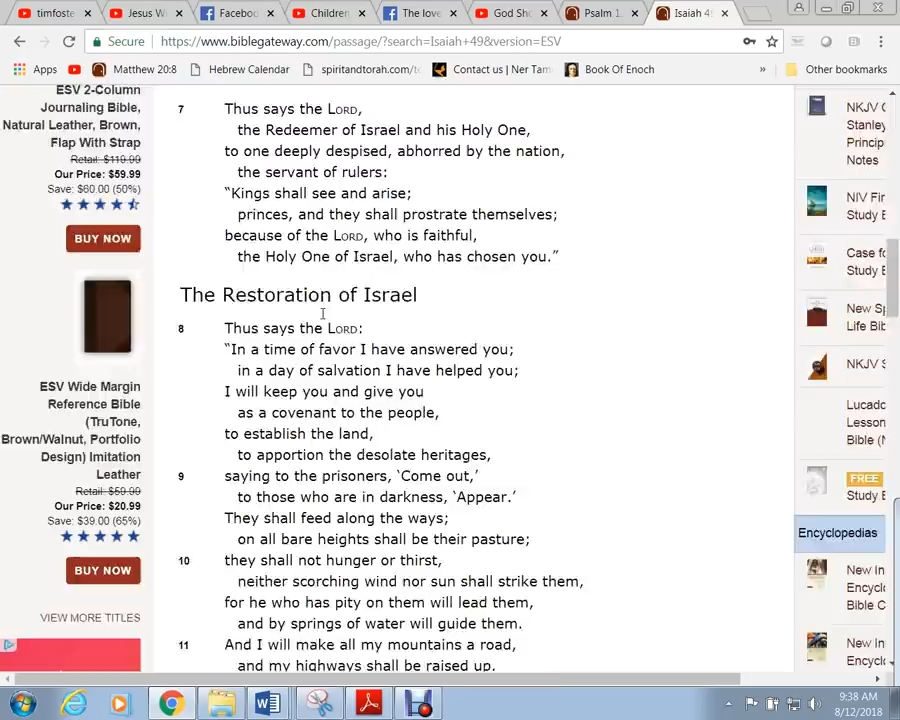 timfoste
Jesus W
Faceboo
Children
The love
God Sho
Psalm 1
Isaiah 49
Secure
https://www.biblegateway.com/passage/?search=Isaiah+49&version=ESV
Apps
Matthew 20:8
Hebrew Calendar
spiritandtorah.com/t
Contact us | Ner Tam
Book Of Enoch
»
Other bookmarks
ESV 2-Column
Journaling Bible,
Natural Leather, Brown,
Flap With Strap
Retail: $119.99
Our Price: $59.99
Save: $60.00 (50%)
BUY NOW
ESV Wide Margin
Reference Bible
(TruTone,
Brown/Walnut, Portfolio
Design) Imitation
Leather
Retail: $59.99
Our Price: $20.99
Save: $39.00 (65%)
BUY NOW
VIEW MORE TITLES
7 Thus says the LORD,
the Redeemer of Israel and his Holy One,
to one deeply despised, abhorred by the nation,
the servant of rulers:
“Kings shall see and arise;
princes, and they shall prostrate themselves;
because of the LORD, who is faithful,
the Holy One of Israel, who has chosen you.”
The Restoration of Israel
8 Thus says the LORD:
“In a time of favor I have answered you;
in a day of salvation I have helped you;
I will keep you and give you
as a covenant to the people,
to establish the land,
to apportion the desolate heritages,
9 saying to the prisoners, ‘Come out,’
to those who are in darkness, ‘Appear.’
They shall feed along the ways;
on all bare heights shall be their pasture;
10 they shall not hunger or thirst,
neither scorching wind nor sun shall strike them,
for he who has pity on them will lead them,
and by springs of water will guide them.
11 And I will make all my mountains a road,
and my highways shall be raised up.
NKJV C
Stanley
Princip
Notes
NIV Fir
Study E
Case fo
Study E
New Sp
Life Bib
NKJV S
Lucado
Lesson
Bible (N
FREE
Study E
Encyclopedias
New In
Encycl
Bible C
New In
Encycl
9:38 AM
8/12/2018